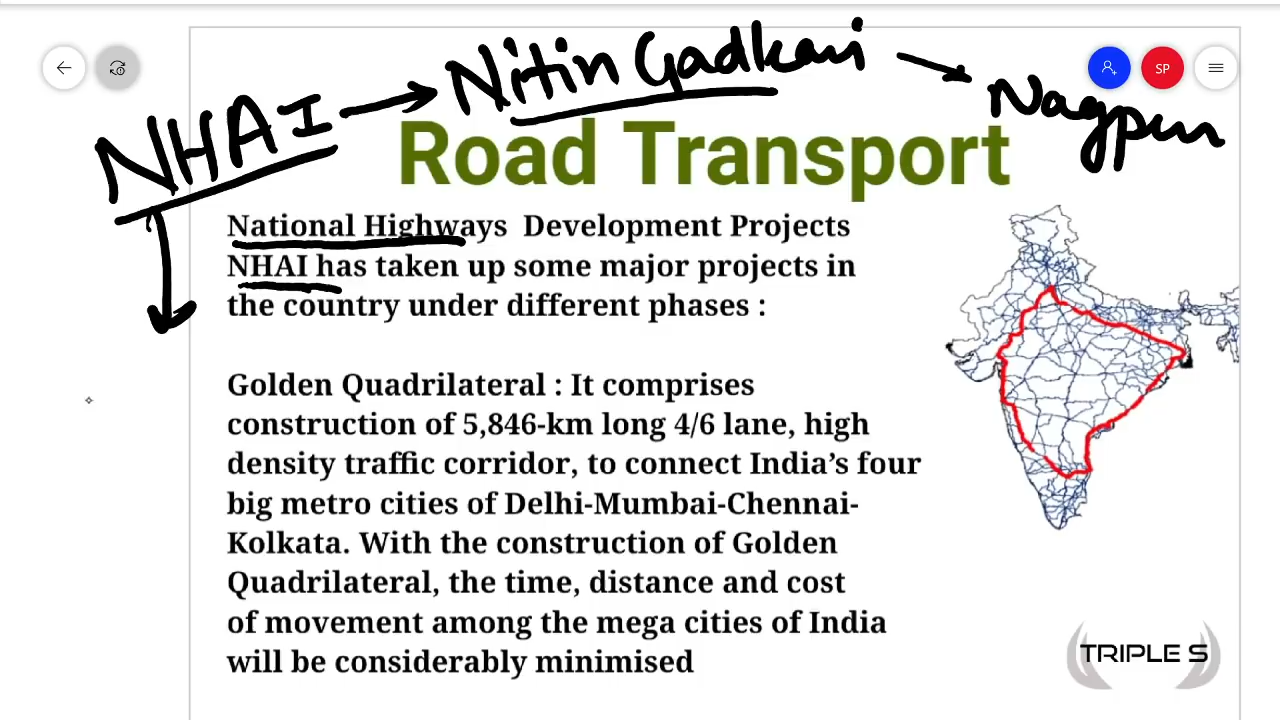 NHAI → Nitin Gadkari → Nagpur
SP
Road Transport
National Highways Development Projects
NHAI has taken up some major projects in
the country under different phases :
Golden Quadrilateral : It comprises
construction of 5,846-km long 4/6 lane, high
density traffic corridor, to connect India's four
big metro cities of Delhi-Mumbai-Chennai-
Kolkata. With the construction of Golden
Quadrilateral, the time, distance and cost
of movement among the mega cities of India
will be considerably minimised
TRIPLE S